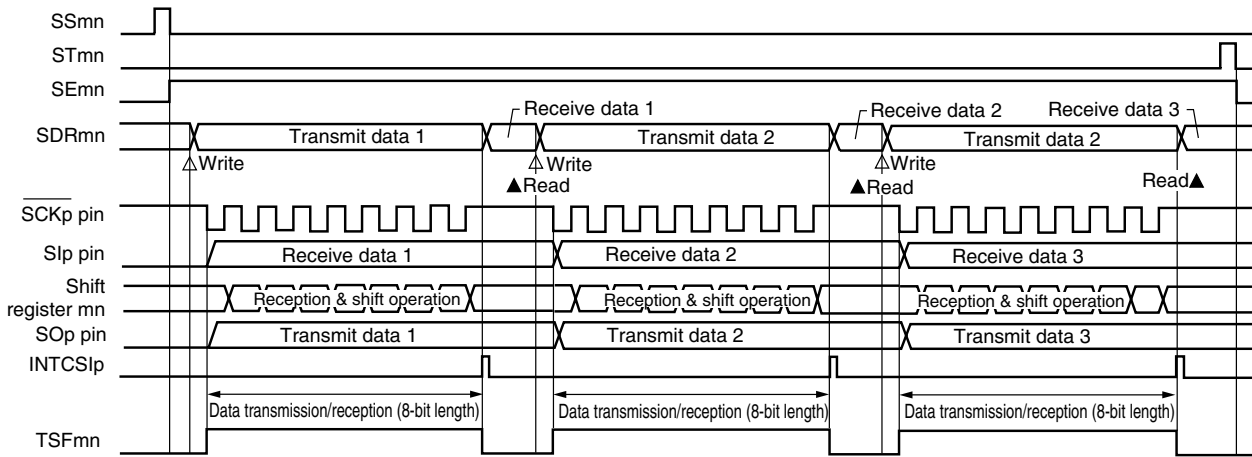 SSmn
STmn
SEmn
Receive data 1
Receive data 2
Receive data 3
SDRmn
Transmit data 1
Transmit data 2
Transmit data 2
Write
Write
Write
Read
Read
Read
SCKp pin
SIp pin
Receive data 1
Receive data 2
Receive data 3
Shift
register mn
Reception & shift operation
Reception & shift operation
Reception & shift operation
SOp pin
Transmit data 1
Transmit data 2
Transmit data 3
INTCSIp
Data transmission/reception (8-bit length)
Data transmission/reception (8-bit length)
Data transmission/reception (8-bit length)
TSFmn